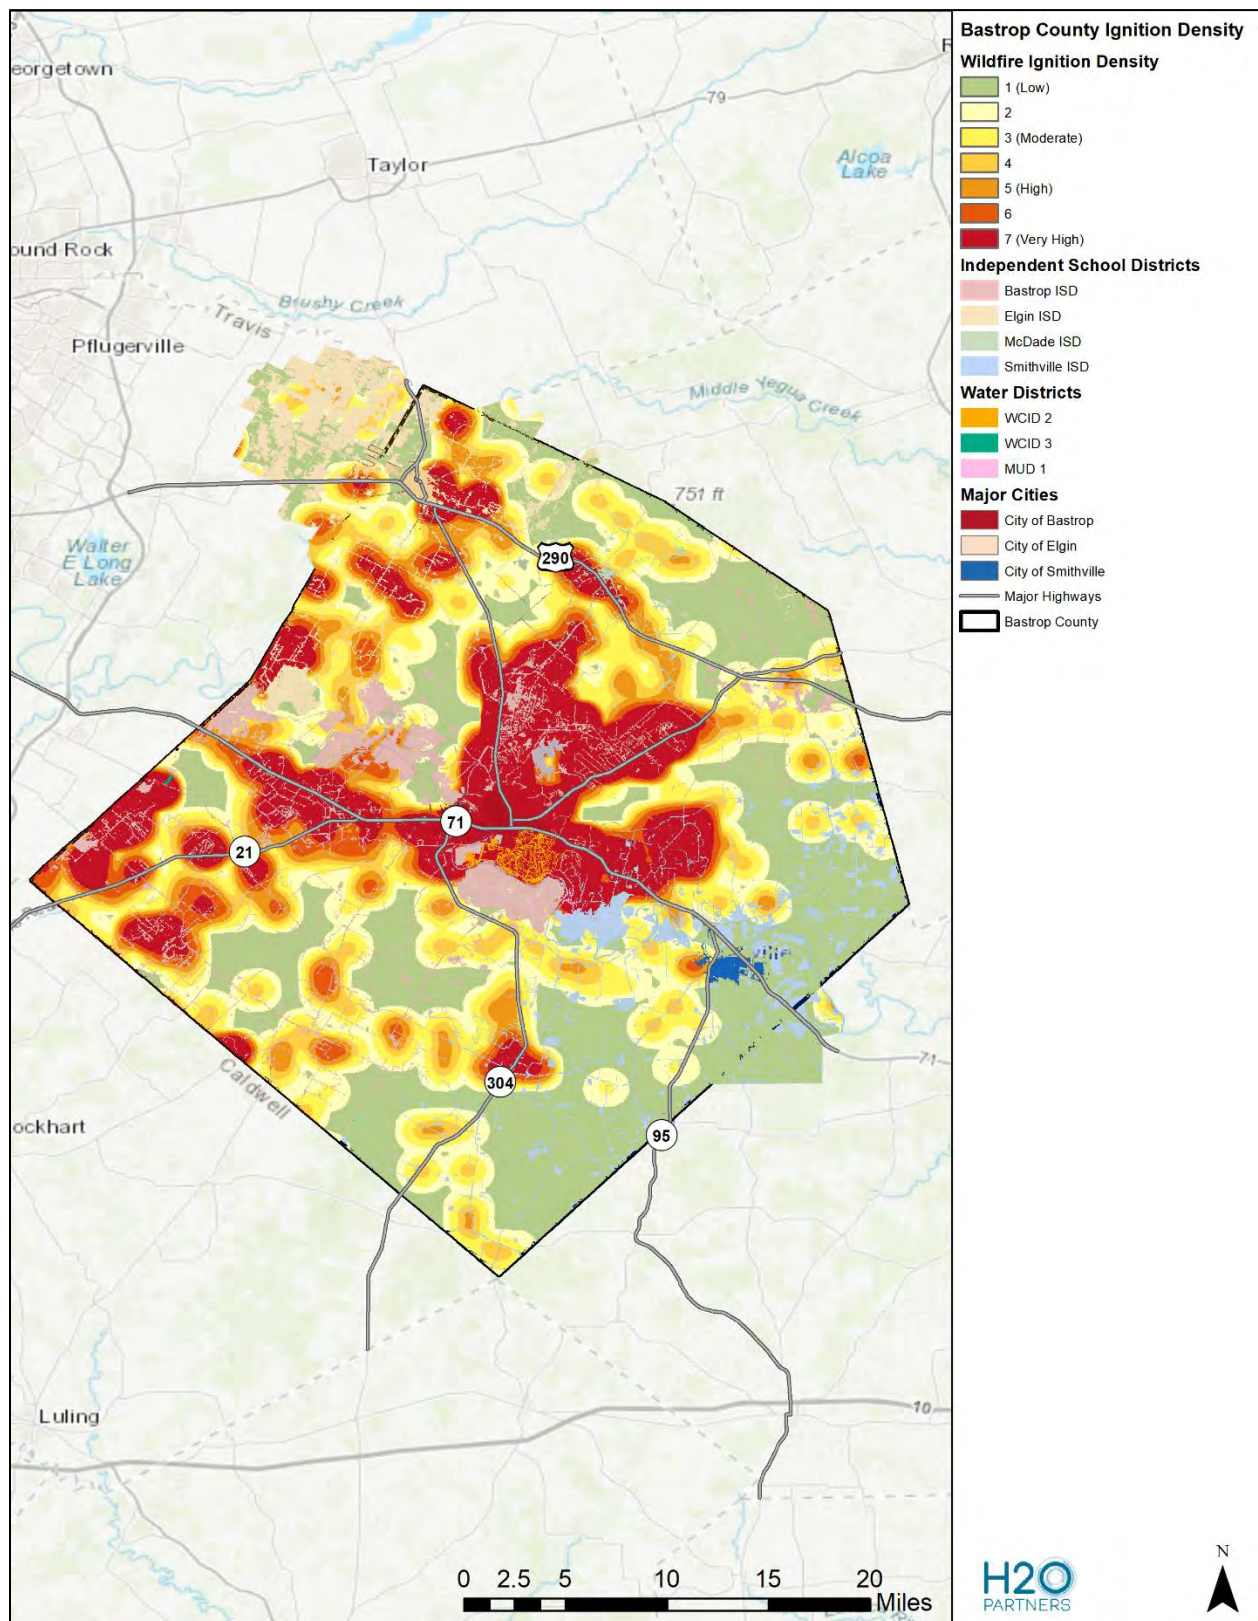 eorgetown
79
Taylor
Alcoa
Lake
ound Rock
Brushy Creek
Travis
Pflugerville
Middle Yegua Creek
751 ft
Walter
E Long
Lake
290
71
21
ville
71
304
Caldwell
95
ockhart
Luling
10
0 2.5 5 10 15 20
Miles
Bastrop County Ignition Density
Wildfire Ignition Density
1 (Low)
2
3 (Moderate)
4
5 (High)
6
7 (Very High)
Independent School Districts
Bastrop ISD
Elgin ISD
McDade ISD
Smithville ISD
Water Districts
WCID 2
WCID 3
MUD 1
Major Cities
City of Bastrop
City of Elgin
City of Smithville
Major Highways
Bastrop County
H2O
PARTNERS
N